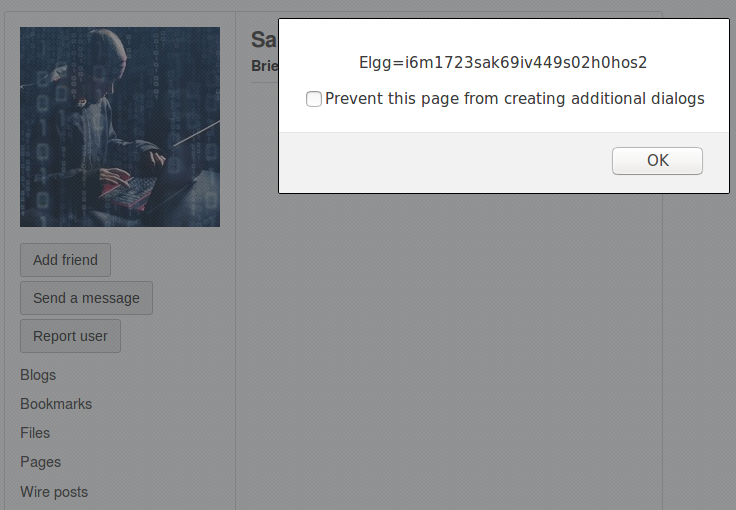 Sa
Brie
Elgg=i6m1723sak69iv449s02h0hos2
Prevent this page from creating additional dialogs
OK
Add friend
Send a message
Report user
Blogs
Bookmarks
Files
Pages
Wire posts